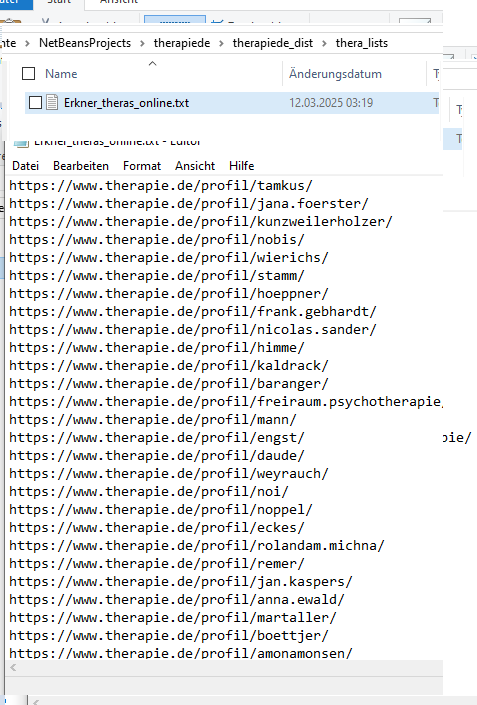 Start
Ansicht
nte > NetBeansProjects > therapiede > therapiede_dist > thera_lists
Name Änderungsdatum
Erkner_theras_online.txt 12.03.2025 03:19
Erkner_theras_online.txt - Editor
Datei Bearbeiten Format Ansicht Hilfe
https://www.therapie.de/profil/tamkus/
https://www.therapie.de/profil/jana.foerster/
https://www.therapie.de/profil/kunzweilerholzer/
https://www.therapie.de/profil/nobis/
https://www.therapie.de/profil/wierichs/
https://www.therapie.de/profil/stamm/
https://www.therapie.de/profil/hoeppner/
https://www.therapie.de/profil/frank.gebhardt/
https://www.therapie.de/profil/nicolas.sander/
https://www.therapie.de/profil/himme/
https://www.therapie.de/profil/kaldrack/
https://www.therapie.de/profil/baranger/
https://www.therapie.de/profil/freiraum.psychotherapie/
https://www.therapie.de/profil/mann/
https://www.therapie.de/profil/engst/ pie/
https://www.therapie.de/profil/daude/
https://www.therapie.de/profil/weyrauch/
https://www.therapie.de/profil/noi/
https://www.therapie.de/profil/noppel/
https://www.therapie.de/profil/eckes/
https://www.therapie.de/profil/rolandam.michna/
https://www.therapie.de/profil/remer/
https://www.therapie.de/profil/jan.kaspers/
https://www.therapie.de/profil/anna.ewald/
https://www.therapie.de/profil/martaller/
https://www.therapie.de/profil/boettjer/
https://www.therapie.de/profil/amonamonsen/